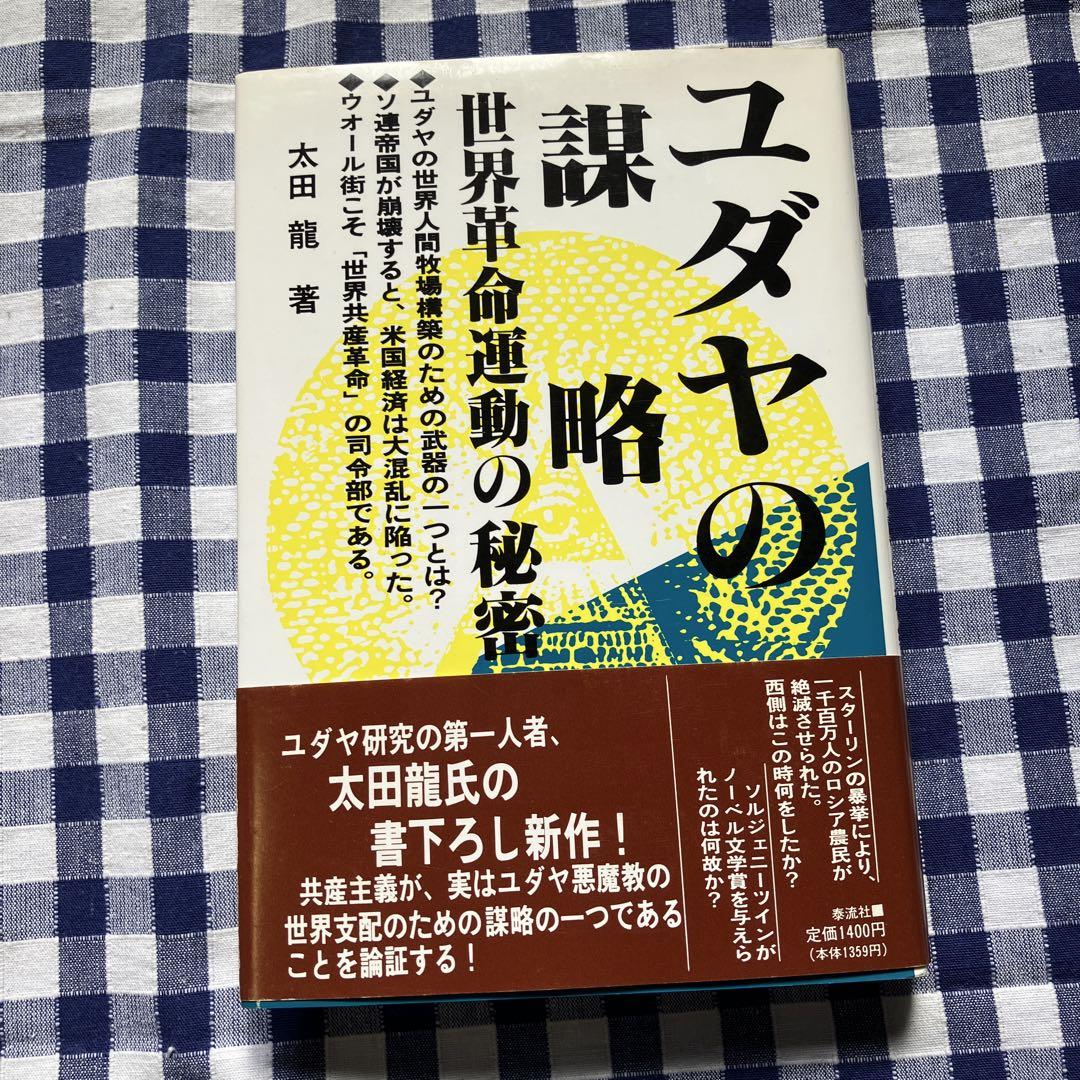 ユダヤの
謀略
世界革命運動の秘密
◆ユダヤの世界人間牧場構築のための武器の一つとは？
◆ソ連帝国が崩壊すると、米国経済は大混乱に陥った。
◆ウオール街こそ「世界共産革命」の司令部である。
太田 龍 著
スターリンの暴挙により、
一千百万人のロシア農民が
絶滅させられた。
西側はこの時何をしたか？
ソルジェニーツインが
ノーベル文学賞を与えら
れたのは何故か？
ユダヤ研究の第一人者、
太田龍氏の
書下ろし新作！
共産主義が、実はユダヤ悪魔教の
世界支配のための謀略の一つである
ことを論証する！
泰流社■
定価1400円
（本体1359円）